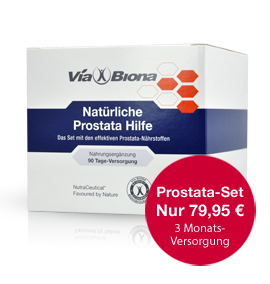 Via Biona
Natürliche
Prostata Hilfe
Das Set mit den effektiven Prostata-Nährstoffen
Nahrungsergänzung
90 Tage-Versorgung
NutraCeutical®
Favoured by Nature
Prostata-Set
Nur 79,95 €
3 Monats-
Versorgung